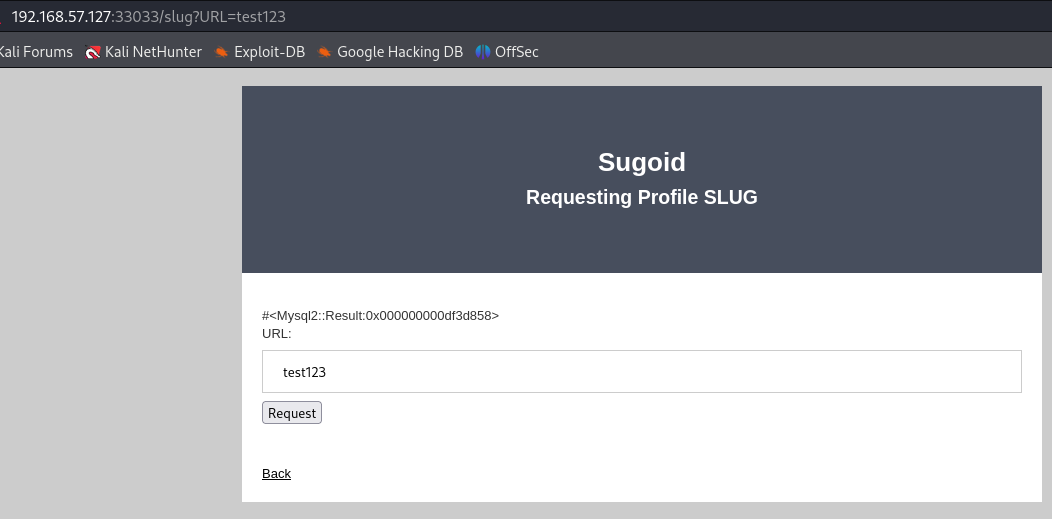 192.168.57.127:33033/slug?URL=test123
Kali Forums Kali NetHunter Exploit-DB Google Hacking DB OffSec
Sugoid
Requesting Profile SLUG
#<Mysql2::Result:0x000000000df3d858>
URL:
test123
Request
Back